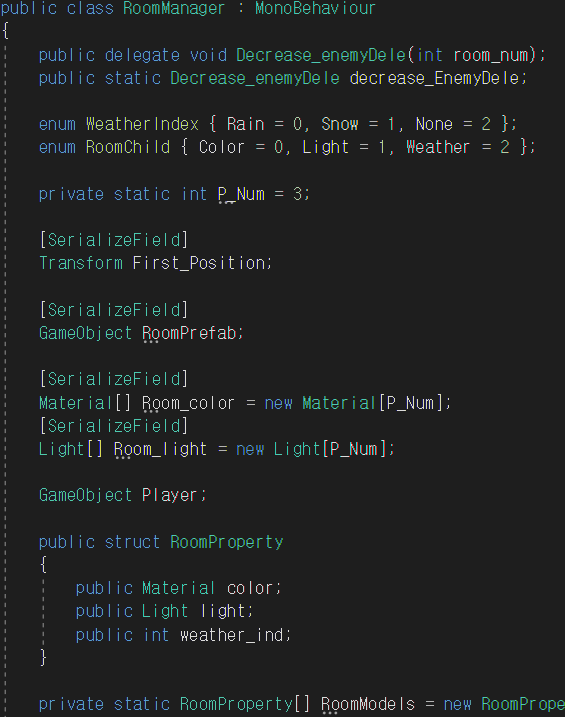 public class RoomManager : MonoBehaviour
{
public delegate void Decrease_enemyDele(int room_num);
public static Decrease_enemyDele decrease_EnemyDele;
enum WeatherIndex { Rain = 0, Snow = 1, None = 2 };
enum RoomChild { Color = 0, Light = 1, Weather = 2 };
private static int P_Num = 3;
[SerializeField]
Transform First_Position;
[SerializeField]
GameObject RoomPrefab;
[SerializeField]
Material[] Room_color = new Material[P_Num];
[SerializeField]
Light[] Room_light = new Light[P_Num];
GameObject Player;
public struct RoomProperty
{
public Material color;
public Light light;
public int weather_ind;
}
private static RoomProperty[] RoomModels = new RoomPrope